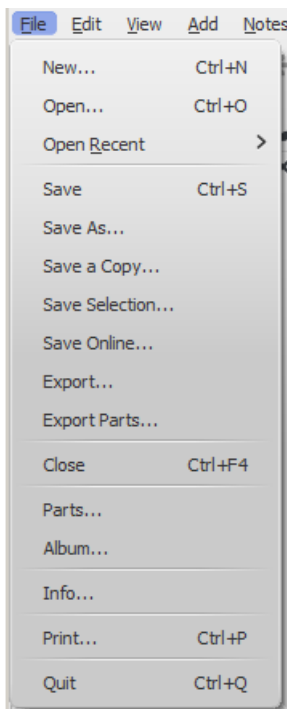 File Edit View Add Notes
New... Ctrl+N
Open... Ctrl+O
Open Recent
Save Ctrl+S
Save As...
Save a Copy...
Save Selection...
Save Online...
Export...
Export Parts...
Close Ctrl+F4
Parts...
Album...
Info...
Print... Ctrl+P
Quit Ctrl+Q